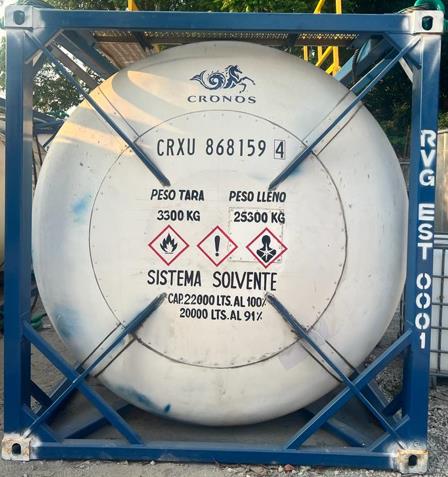 CRONOS
CRXU 868159 4
PESO TARA PESO LLENO
3300 KG 25300 KG
!
SISTEMA SOLVENTE
CAP.22000 LTS.AL 100%
20000 LTS.AL 91%
RVG EST 0001